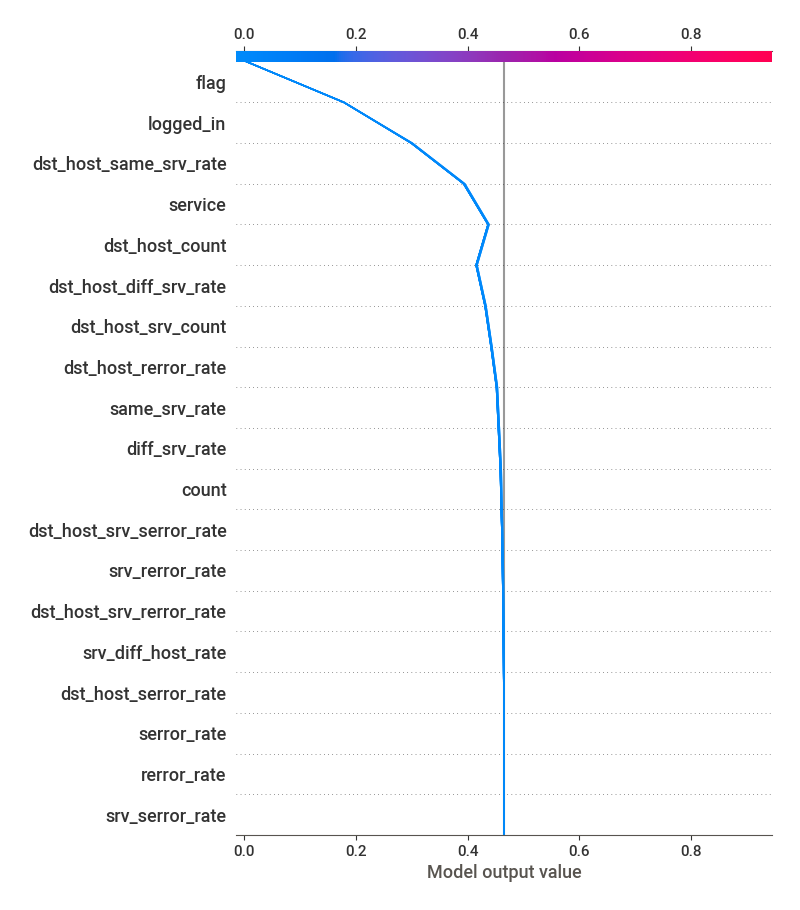 0.0 0.2 0.4 0.6 0.8
flag
logged_in
dst_host_same_srv_rate
service
dst_host_count
dst_host_diff_srv_rate
dst_host_srv_count
dst_host_rerror_rate
same_srv_rate
diff_srv_rate
count
dst_host_srv_serror_rate
srv_rerror_rate
dst_host_srv_rerror_rate
srv_diff_host_rate
dst_host_serror_rate
serror_rate
rerror_rate
srv_serror_rate
0.0 0.2 0.4 0.6 0.8
Model output value